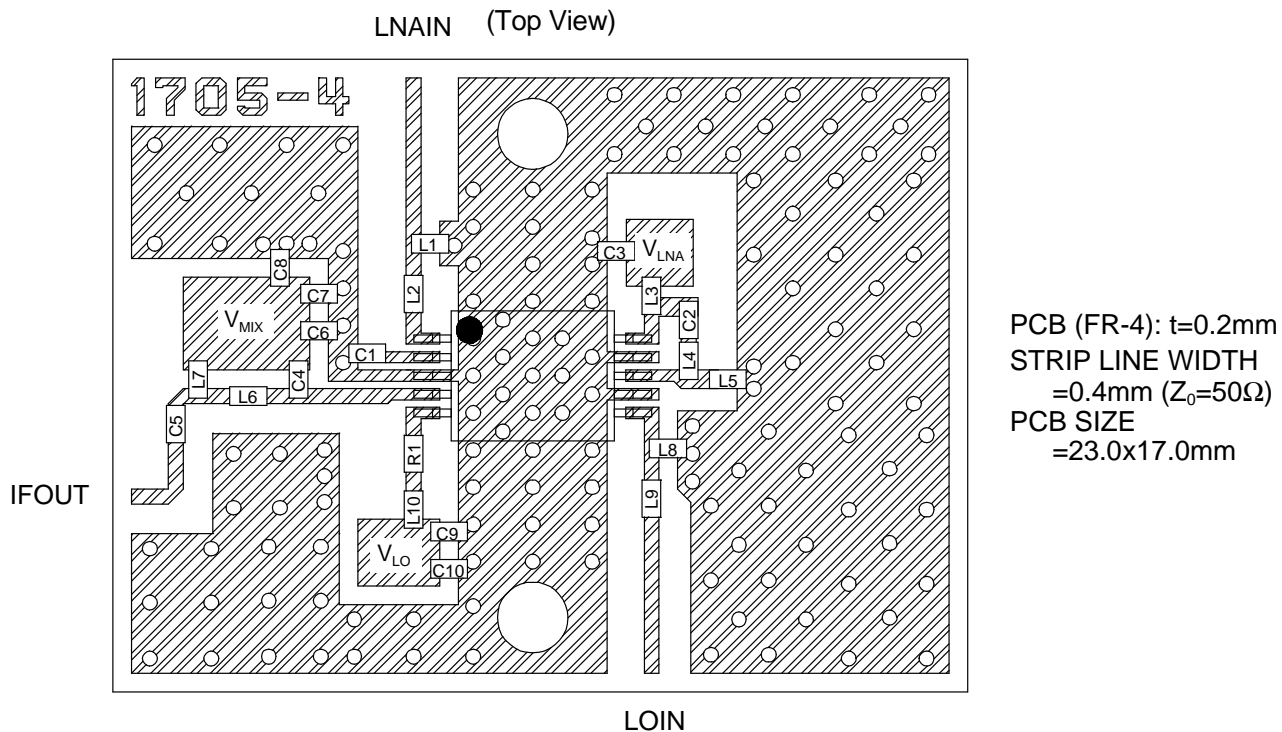 LNAIN (Top View)
1705-4
L1
C3
VLNA
C8
C7
L2
L3
VMIX
C6
C2
C1
L4
L7
C4
L5
L6
C5
R1
L8
IFOUT
L10
L9
VLO
C9
C10
LOIN
PCB (FR-4): t=0.2mm
STRIP LINE WIDTH
=0.4mm (Z0=50Ω)
PCB SIZE
=23.0x17.0mm